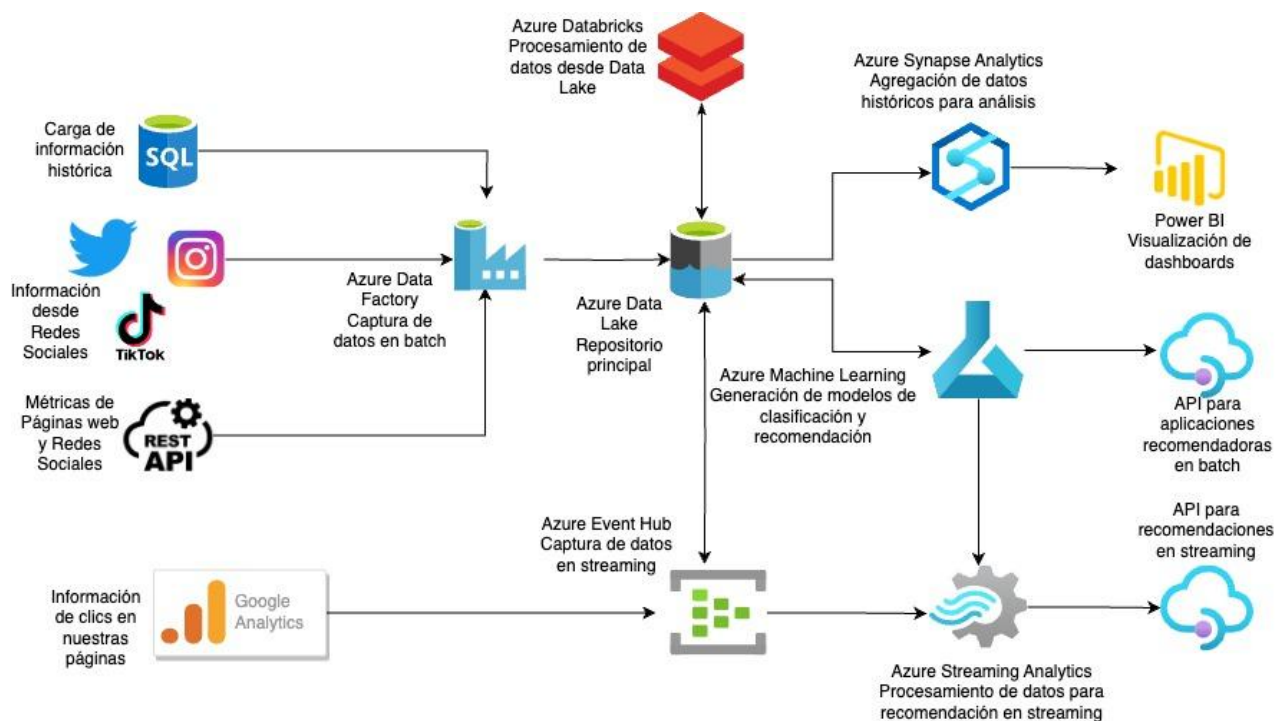 Azure Databricks
Procesamiento de
datos desde Data
Lake
Azure Synapse Analytics
Agregación de datos
históricos para análisis
Carga de
información
histórica
SQL
Power BI
Visualización de
dashboards
Información
desde
Redes
Sociales
TikTok
Azure Data
Factory
Captura de
datos en batch
Azure Data
Lake
Repositorio
principal
Azure Machine Learning
Generación de modelos de
clasificación y
recomendación
API para
aplicaciones
recomendadoras
en batch
Métricas de
Páginas web
y Redes
Sociales
REST
API
Azure Event Hub
Captura de datos
en streaming
API para
recomendaciones
en streaming
Información
de clics en
nuestras
páginas
Google
Analytics
Azure Streaming Analytics
Procesamiento de datos para
recomendación en streaming